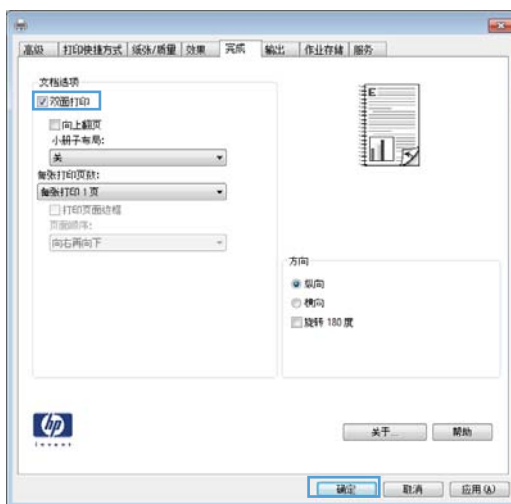 高级 打印快捷方式 纸张/质量 效果 完成 输出 作业存储 服务
文档选项
双面打印
向上翻页
小册子布局:
关
每张打印页数:
每张打印 1 页
打印页面边框
页面顺序:
向右再向下
E
方向
纵向
横向
旋转 180 度
hp
invent
关于...
帮助
确定 取消 应用(A)